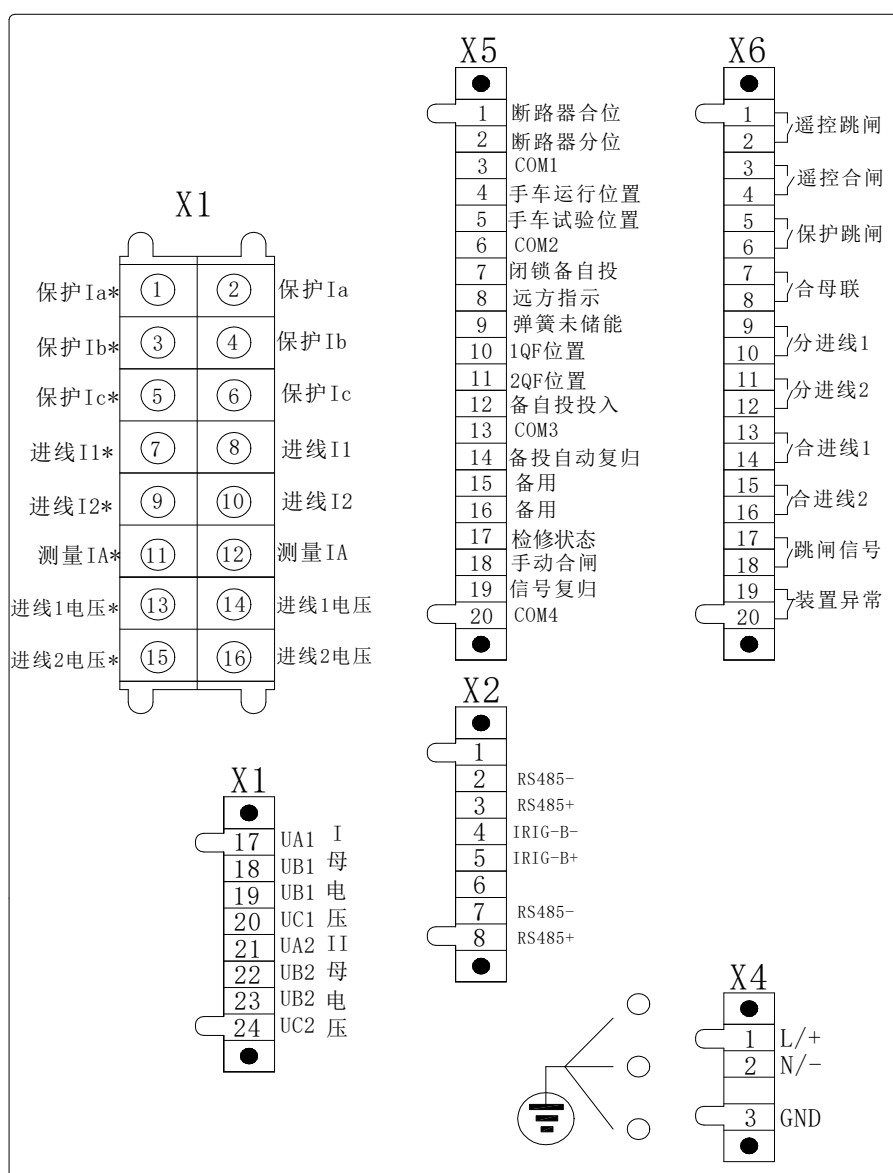 X1
保护Ia* 1 2 保护Ia
保护Ib* 3 4 保护Ib
保护Ic* 5 6 保护Ic
进线I1* 7 8 进线I1
进线I2* 9 10 进线I2
测量IA* 11 12 测量IA
进线1电压* 13 14 进线1电压
进线2电压* 15 16 进线2电压
X5
1 断路器合位
2 断路器分位
3 COM1
4 手车运行位置
5 手车试验位置
6 COM2
7 闭锁备自投
8 远方指示
9 弹簧未储能
10 1QF位置
11 2QF位置
12 备自投投入
13 COM3
14 备投自动复归
15 备用
16 备用
17 检修状态
18 手动合闸
19 信号复归
20 COM4
X6
1
2 遥控跳闸
3
4 遥控合闸
5
6 保护跳闸
7
8 合母联
9
10 分进线1
11
12 分进线2
13
14 合进线1
15
16 合进线2
17
18 跳闸信号
19
20 装置异常
X1
17 UA1 I
18 UB1 母
19 UB1 电
20 UC1 压
21 UA2 II
22 UB2 母
23 UB2 电
24 UC2 压
X2
1
2 RS485-
3 RS485+
4 IRIG-B-
5 IRIG-B+
6
7 RS485-
8 RS485+
X4
1 L/+
2 N/-
3 GND